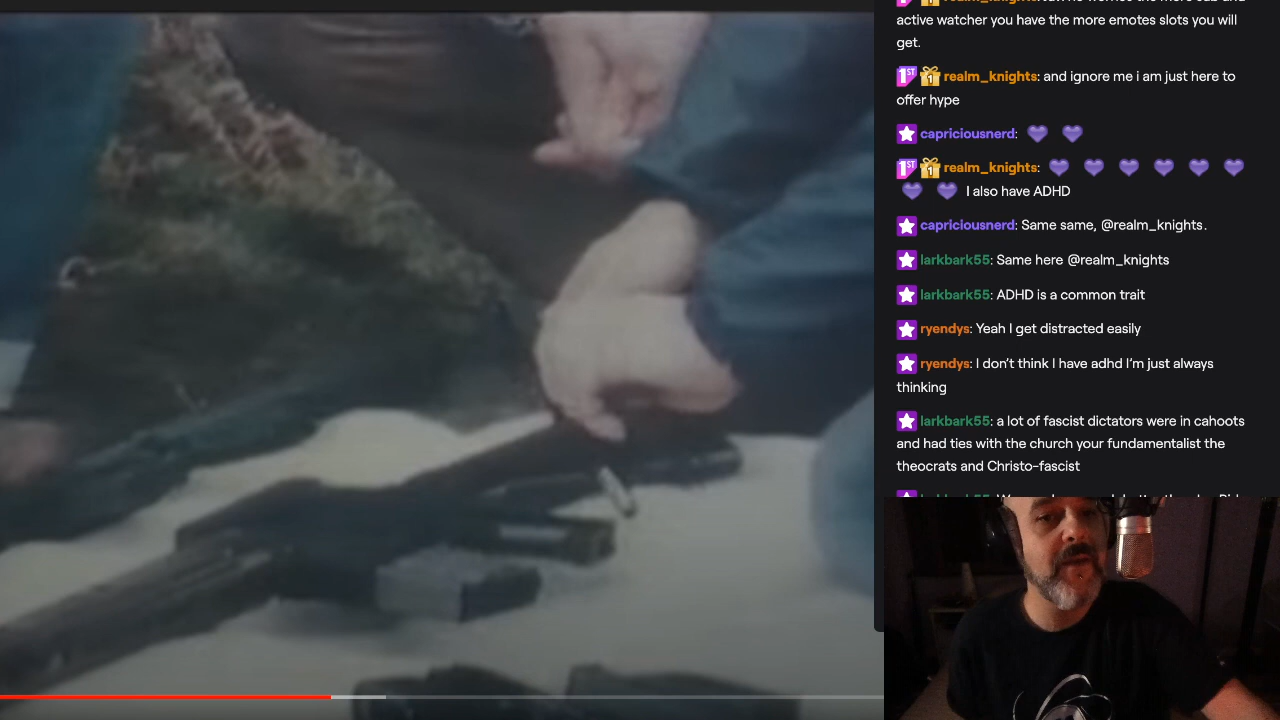 active watcher you have the more emotes slots you will
get.
realm_knights: and ignore me i am just here to
offer hype
capriciousnerd:
realm_knights:
I also have ADHD
capriciousnerd: Same same, @realm_knights.
larkbark55: Same here @realm_knights
larkbark55: ADHD is a common trait
ryendys: Yeah I get distracted easily
ryendys: I don't think I have adhd I'm just always
thinking
larkbark55: a lot of fascist dictators were in cahoots
and had ties with the church your fundamentalist the
theocrats and Christo-fascist